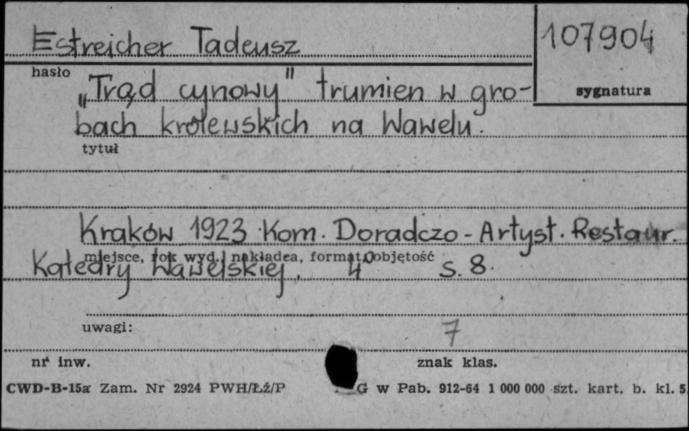 Estreicher Tadeusz
107904
hasło
sygnatura
„Trąd cynowy" trumien w gro-
bach królewskich na Wawelu.
tytuł
Kraków 1923 Kom. Doradczo-Artyst. Restaur.
miejsce, rok wyd., nakładca, format, objętość
Katedry Wawelskiej. 4° s. 8.
uwagi:
7
nr inw.
znak klas.
CWD-B-15a Zam. Nr 2924 PWH/Łź/P G w Pab. 912-64 1 000 000 szt. kart. b. kl. 5